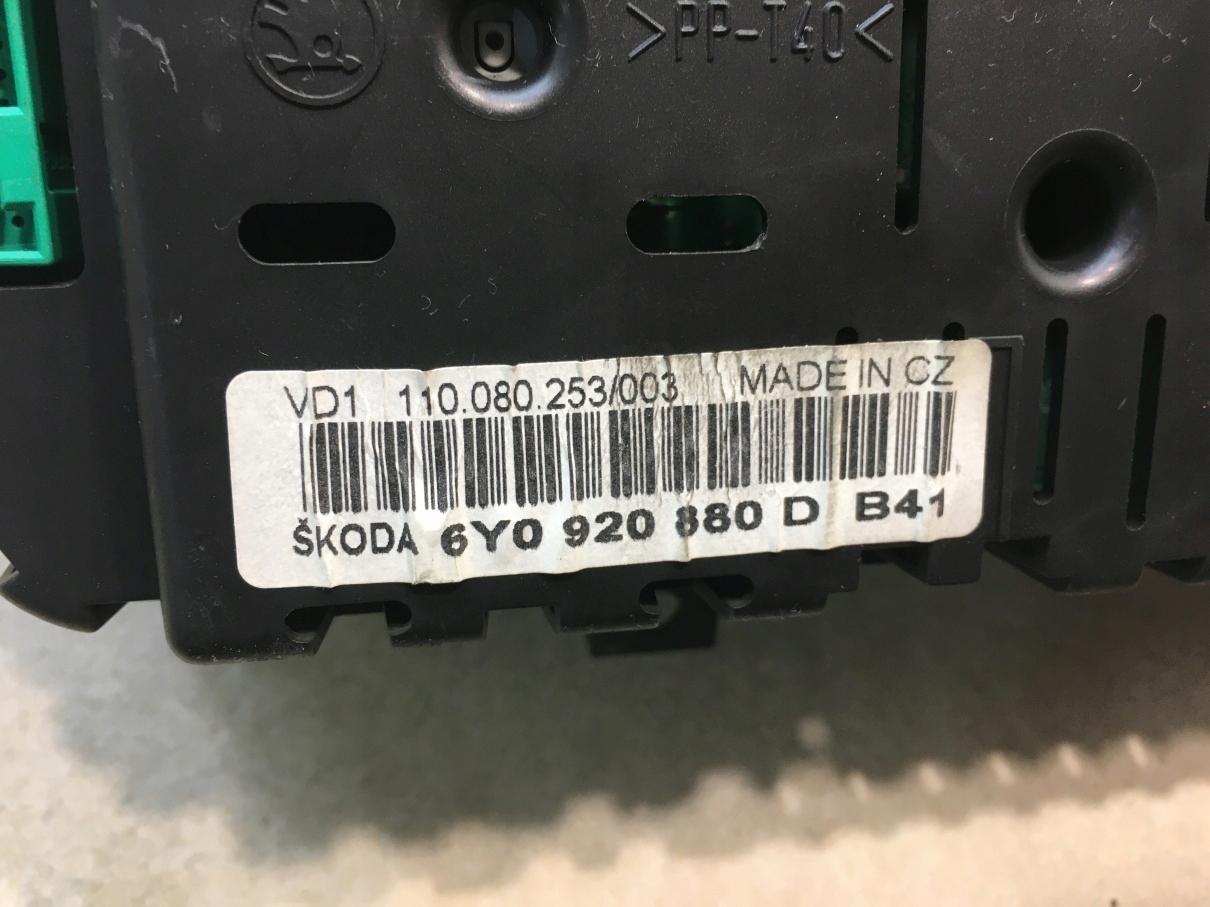 >PP-T40<
VD1 110.080.253/003 MADE IN CZ
ŠKODA 6Y0 920 880 D B41